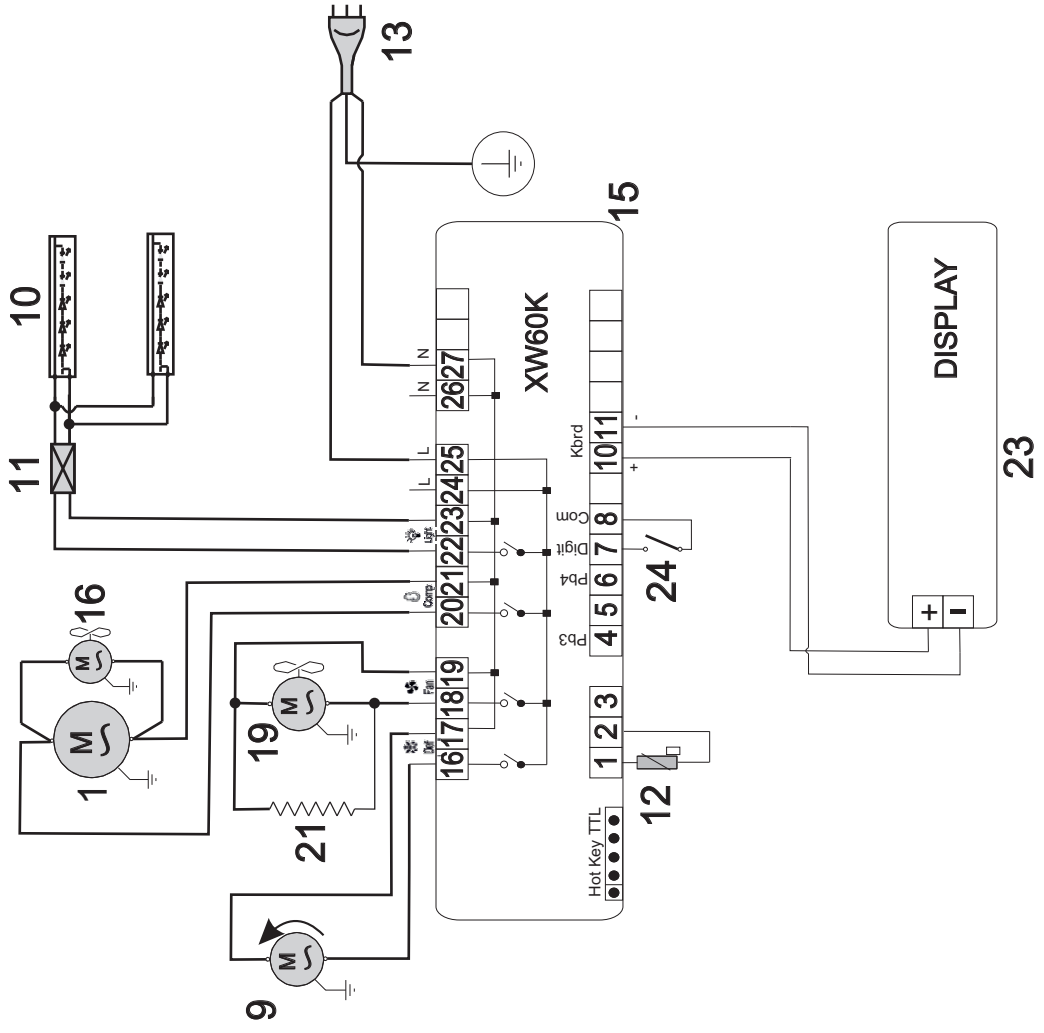 10
11
16
M
M
1
19
M
21
9
M
13
Def
Fan
Comp
Light
L
L
N
N
16 17 18 19 20 21 22 23 24 25 26 27
XW60K
15
Hot Key TTL
1 2 3 4 5 6 7 8 10 11
Pb3
Pb4
Digit
Com
Kbrd
+
-
12
24
+
-
DISPLAY
23